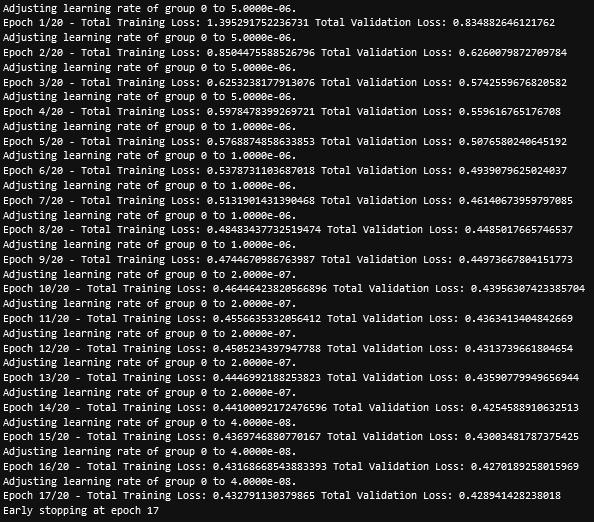 Adjusting learning rate of group 0 to 5.0000e-06.
Epoch 1/20 - Total Training Loss: 1.395291752236731 Total Validation Loss: 0.834882646121762
Adjusting learning rate of group 0 to 5.0000e-06.
Epoch 2/20 - Total Training Loss: 0.8504475588526796 Total Validation Loss: 0.6260079872709784
Adjusting learning rate of group 0 to 5.0000e-06.
Epoch 3/20 - Total Training Loss: 0.6253238177913076 Total Validation Loss: 0.5742559676820582
Adjusting learning rate of group 0 to 5.0000e-06.
Epoch 4/20 - Total Training Loss: 0.5978478399269721 Total Validation Loss: 0.559616765176708
Adjusting learning rate of group 0 to 1.0000e-06.
Epoch 5/20 - Total Training Loss: 0.5768874858633853 Total Validation Loss: 0.5076580240645192
Adjusting learning rate of group 0 to 1.0000e-06.
Epoch 6/20 - Total Training Loss: 0.5378731103687018 Total Validation Loss: 0.4939079625024037
Adjusting learning rate of group 0 to 1.0000e-06.
Epoch 7/20 - Total Training Loss: 0.5131901431390468 Total Validation Loss: 0.46140673959797085
Adjusting learning rate of group 0 to 1.0000e-06.
Epoch 8/20 - Total Training Loss: 0.48483437732519474 Total Validation Loss: 0.4485017665746537
Adjusting learning rate of group 0 to 1.0000e-06.
Epoch 9/20 - Total Training Loss: 0.4744670986763987 Total Validation Loss: 0.44973667804151773
Adjusting learning rate of group 0 to 2.0000e-07.
Epoch 10/20 - Total Training Loss: 0.46446423820566896 Total Validation Loss: 0.43956307423385704
Adjusting learning rate of group 0 to 2.0000e-07.
Epoch 11/20 - Total Training Loss: 0.4556635332056412 Total Validation Loss: 0.4363413404842669
Adjusting learning rate of group 0 to 2.0000e-07.
Epoch 12/20 - Total Training Loss: 0.4505234397947788 Total Validation Loss: 0.4313739661804654
Adjusting learning rate of group 0 to 2.0000e-07.
Epoch 13/20 - Total Training Loss: 0.4446992188253823 Total Validation Loss: 0.43590779949656944
Adjusting learning rate of group 0 to 2.0000e-07.
Epoch 14/20 - Total Training Loss: 0.44100092172476596 Total Validation Loss: 0.4254588910632513
Adjusting learning rate of group 0 to 4.0000e-08.
Epoch 15/20 - Total Training Loss: 0.4369746880770167 Total Validation Loss: 0.43003481787375425
Adjusting learning rate of group 0 to 4.0000e-08.
Epoch 16/20 - Total Training Loss: 0.43168668543883393 Total Validation Loss: 0.4270189258015969
Adjusting learning rate of group 0 to 4.0000e-08.
Epoch 17/20 - Total Training Loss: 0.432791130379865 Total Validation Loss: 0.428941428238018
Early stopping at epoch 17